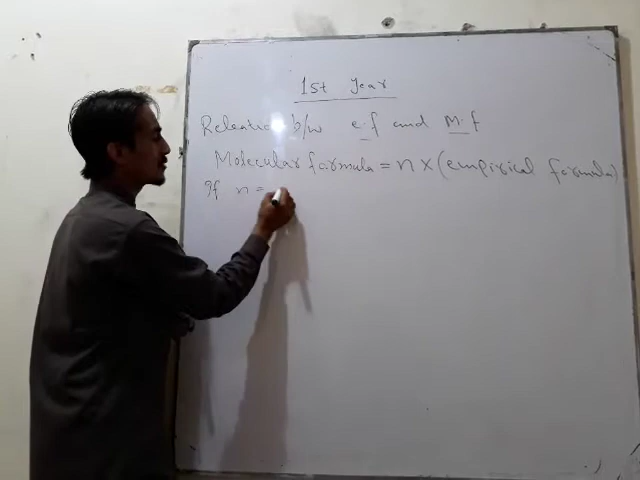 1st Year
Relation b/w e.f and M.f
Molecular formula = n × (empirical formula)
If n =